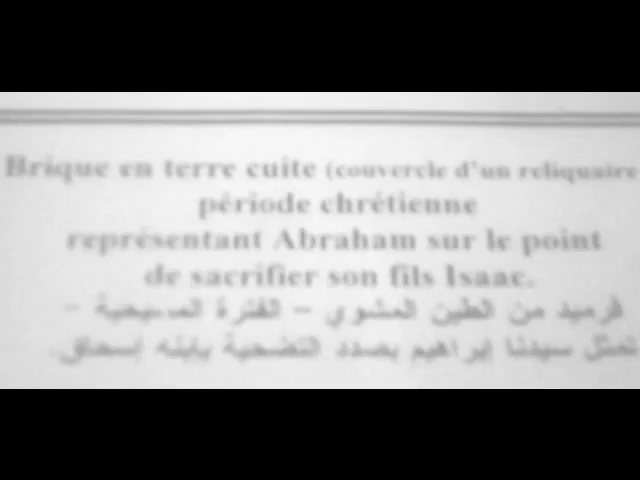 Brique en terre cuite (couvercle d'un reliquaire
période chrétienne
représentant Abraham sur le point
de sacrifier son fils Isaac.
قرميد من الطين المشوي – الفترة المسيحية –
تمثل سيدنا إبراهيم بصدد التضحية بابنه إسحاق.